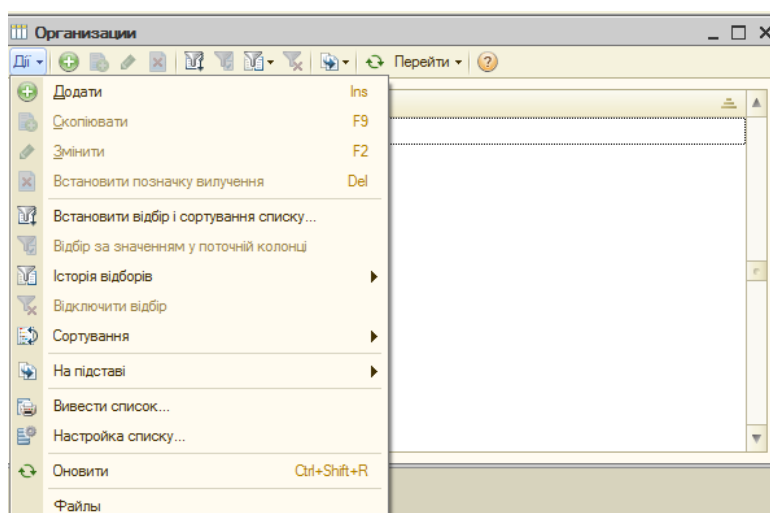 Организации
Дії
Перейти
Додати Ins
Скопіювати F9
Змінити F2
Встановити позначку вилучення Del
Встановити відбір і сортування списку...
Відбір за значенням у поточній колонці
Історія відборів
Відключити відбір
Сортування
На підставі
Вивести список...
Настройка списку...
Оновити Ctrl+Shift+R
Файлы